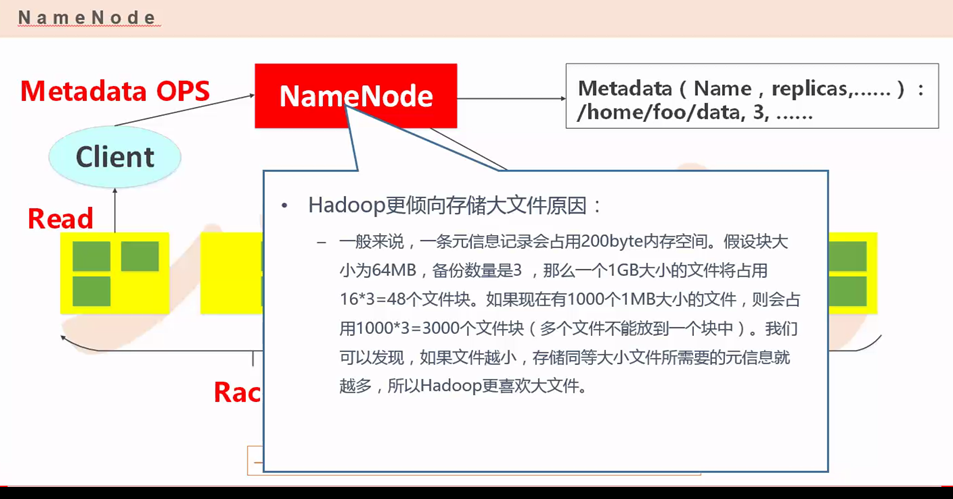 NameNode
Metadata OPS
NameNode
Metadata（Name，replicas,……）：
/home/foo/data, 3, ……
Client
Read
• Hadoop更倾向存储大文件原因：
– 一般来说，一条元信息记录会占用200byte内存空间。假设块大
小为64MB，备份数量是3 ，那么一个1GB大小的文件将占用
16*3=48个文件块。如果现在有1000个1MB大小的文件，则会占
用1000*3=3000个文件块（多个文件不能放到一个块中）。我们
可以发现，如果文件越小，存储同等大小文件所需要的元信息就
越多，所以Hadoop更喜欢大文件。
Rac